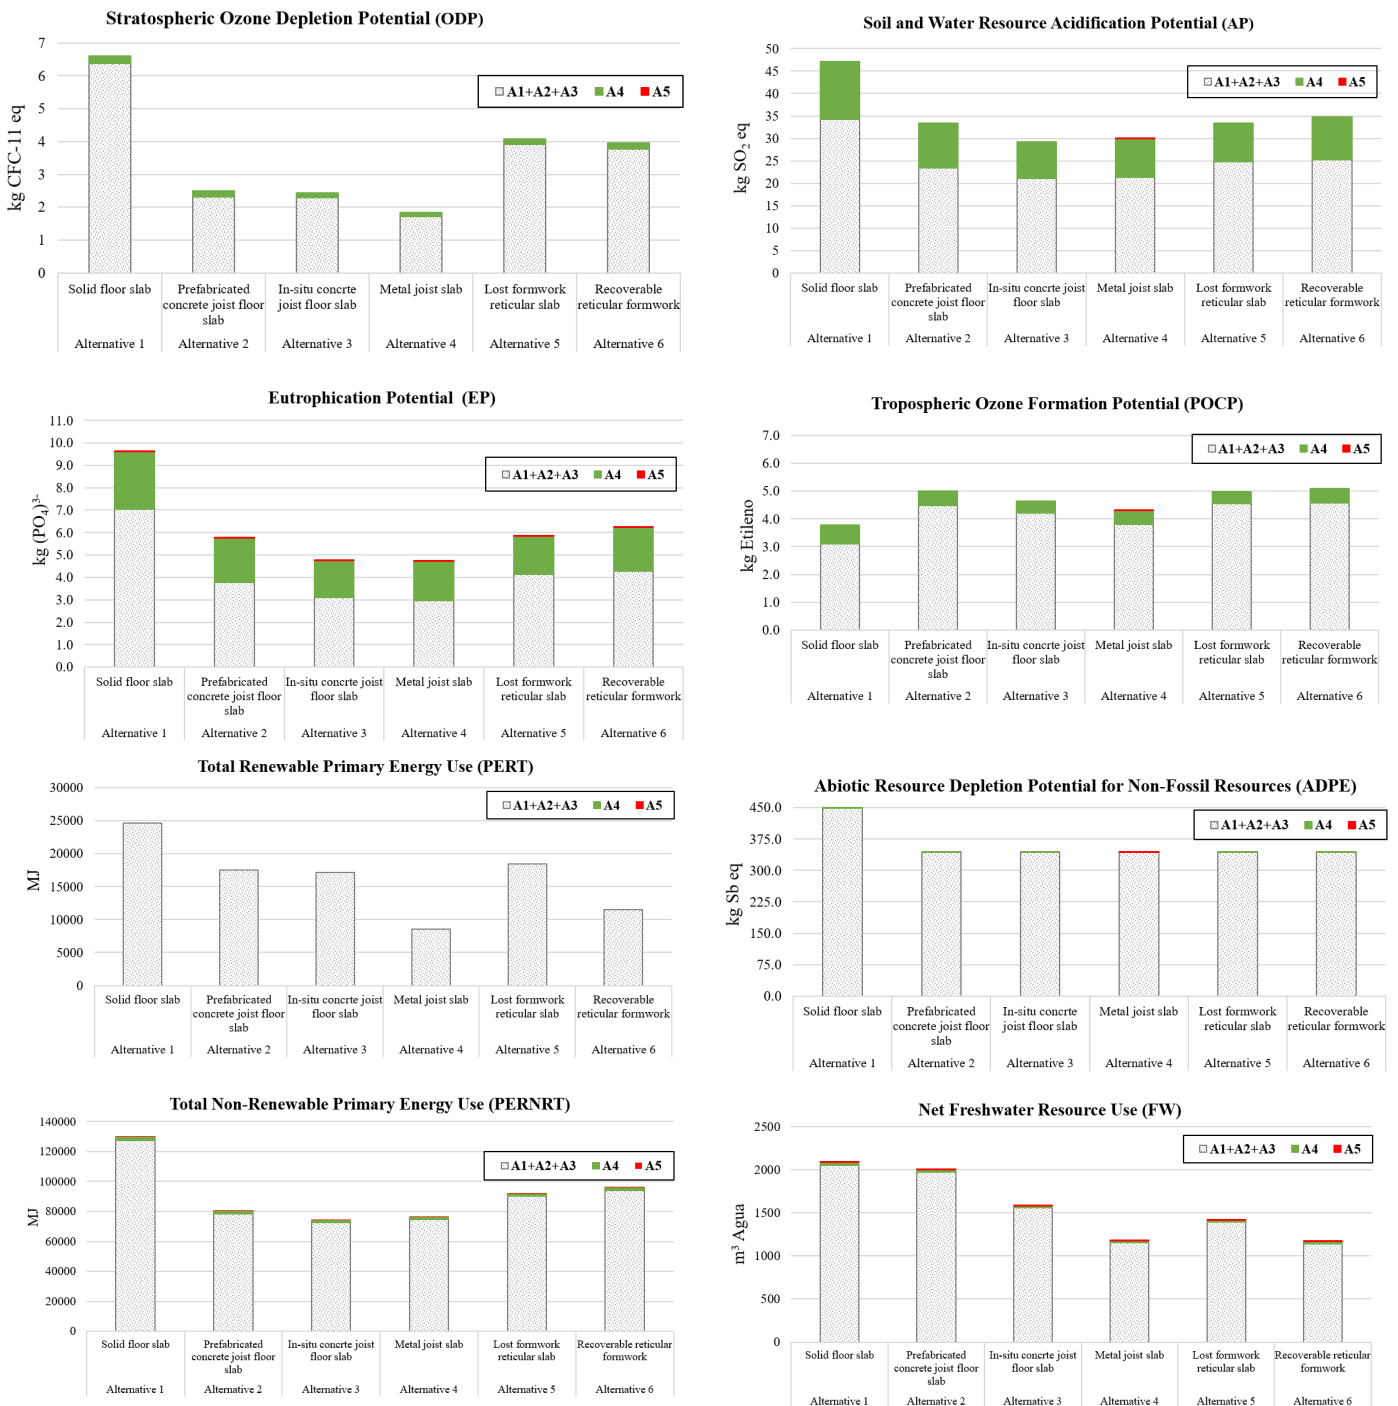 Stratospheric Ozone Depletion Potential (ODP)
kg CFC-11 eq
7
6
5
4
3
2
1
0
A1+A2+A3 A4 A5
Solid floor slab
Prefabricated
concrete joist floor
slab
In-situ concrte
joist floor slab
Metal joist slab
Lost formwork
reticular slab
Recoverable
reticular formwork
Alternative 1
Alternative 2
Alternative 3
Alternative 4
Alternative 5
Alternative 6
Soil and Water Resource Acidification Potential (AP)
kg SO₂ eq
50
45
40
35
30
25
20
15
10
5
0
A1+A2+A3 A4 A5
Solid floor slab
Prefabricated
concrete joist floor
slab
In-situ concrte joist
floor slab
Metal joist slab
Lost formwork
reticular slab
Recoverable
reticular formwork
Alternative 1
Alternative 2
Alternative 3
Alternative 4
Alternative 5
Alternative 6
Eutrophication Potential (EP)
kg (PO₄)³⁻
11.0
10.0
9.0
8.0
7.0
6.0
5.0
4.0
3.0
2.0
1.0
0.0
A1+A2+A3 A4 A5
Solid floor slab
Prefabricated
concrete joist floor
slab
In-situ concrte joist
floor slab
Metal joist slab
Lost formwork
reticular slab
Recoverable
reticular formwork
Alternative 1
Alternative 2
Alternative 3
Alternative 4
Alternative 5
Alternative 6
Tropospheric Ozone Formation Potential (POCP)
kg Etileno
7.0
6.0
5.0
4.0
3.0
2.0
1.0
0.0
A1+A2+A3 A4 A5
Solid floor slab
Prefabricated
concrete joist floor
slab
In-situ concrte joist
floor slab
Metal joist slab
Lost formwork
reticular slab
Recoverable
reticular formwork
Alternative 1
Alternative 2
Alternative 3
Alternative 4
Alternative 5
Alternative 6
Total Renewable Primary Energy Use (PERT)
MJ
30000
25000
20000
15000
10000
5000
0
A1+A2+A3 A4 A5
Solid floor slab
Prefabricated
concrete joist floor
slab
In-situ concrte joist
floor slab
Metal joist slab
Lost formwork
reticular slab
Recoverable
reticular formwork
Alternative 1
Alternative 2
Alternative 3
Alternative 4
Alternative 5
Alternative 6
Abiotic Resource Depletion Potential for Non-Fossil Resources (ADPE)
kg Sb eq
450.0
375.0
300.0
225.0
150.0
75.0
0.0
A1+A2+A3 A4 A5
Solid floor slab
Prefabricated
concrete joist floor
slab
In-situ concrte
joist floor slab
Metal joist slab
Lost formwork
reticular slab
Recoverable
reticular formwork
Alternative 1
Alternative 2
Alternative 3
Alternative 4
Alternative 5
Alternative 6
Total Non-Renewable Primary Energy Use (PERNRT)
MJ
140000
120000
100000
80000
60000
40000
20000
0
A1+A2+A3 A4 A5
Solid floor slab
Prefabricated
concrete joist floor
slab
In-situ concrte joist
floor slab
Metal joist slab
Lost formwork
reticular slab
Recoverable reticular
formwork
Alternative 1
Alternative 2
Alternative 3
Alternative 4
Alternative 5
Alternative 6
Net Freshwater Resource Use (FW)
m³ Agua
2500
2000
1500
1000
500
0
A1+A2+A3 A4 A5
Solid floor slab
Prefabricated
concrete joist floor
slab
In-situ concrte joist
floor slab
Metal joist slab
Lost formwork
reticular slab
Recoverable reticular
formwork
Alternative 1
Alternative 2
Alternative 3
Alternative 4
Alternative 5
Alternative 6